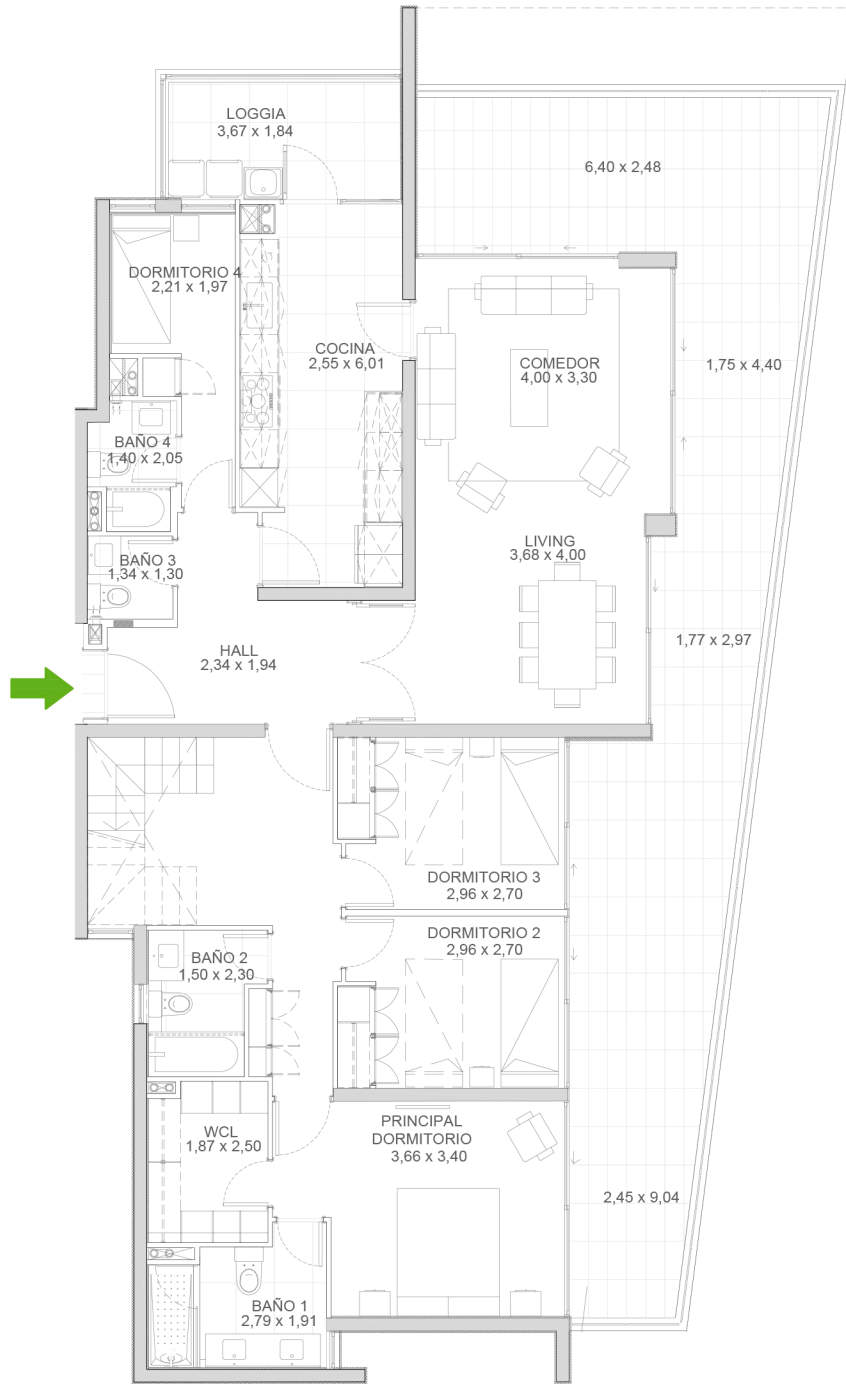 LOGGIA
3,67 x 1,84
6,40 x 2,48
DORMITORIO 4
2,21 x 1,97
COCINA
2,55 x 6,01
COMEDOR
4,00 x 3,30
1,75 x 4,40
BAÑO 4
1,40 x 2,05
BAÑO 3
1,34 x 1,30
LIVING
3,68 x 4,00
HALL
2,34 x 1,94
1,77 x 2,97
DORMITORIO 3
2,96 x 2,70
DORMITORIO 2
2,96 x 2,70
BAÑO 2
1,50 x 2,30
WCL
1,87 x 2,50
PRINCIPAL
DORMITORIO
3,66 x 3,40
2,45 x 9,04
BAÑO 1
2,79 x 1,91